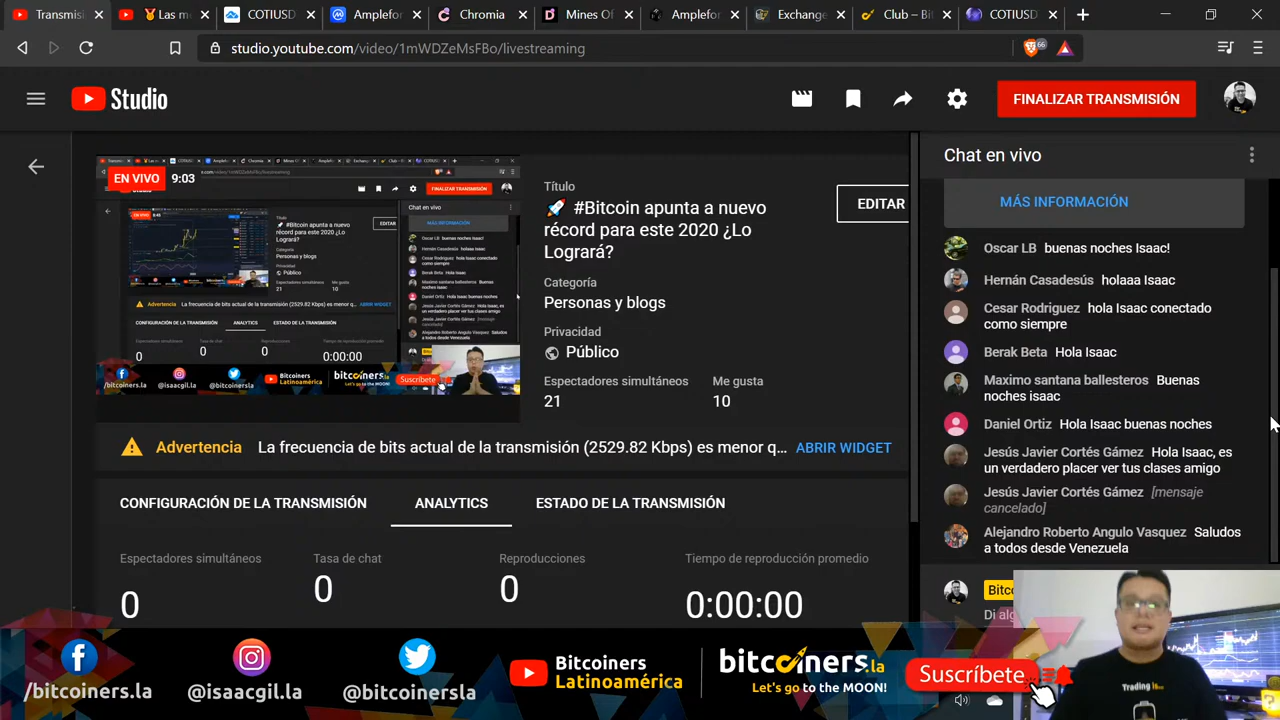 Transmisi
Las m
COTIUSD
Amplefor
Chromia
Mines Of
Amplefor
Exchange
Club – Bi
COTIUSD
studio.youtube.com/video/1mWDZeMsFBo/livestreaming
66
Studio
FINALIZAR TRANSMISIÓN
EN VIVO 9:03
Título
🚀 #Bitcoin apunta a nuevo
récord para este 2020 ¿Lo
Logrará?
EDITAR
Categoría
Personas y blogs
Privacidad
Público
Espectadores simultáneos Me gusta
21 10
Advertencia La frecuencia de bits actual de la transmisión (2529.82 Kbps) es menor q... ABRIR WIDGET
CONFIGURACIÓN DE LA TRANSMISIÓN ANALYTICS ESTADO DE LA TRANSMISIÓN
Espectadores simultáneos Tasa de chat Reproducciones Tiempo de reproducción promedio
0 0 0 0:00:00
Chat en vivo
MÁS INFORMACIÓN
Oscar LB buenas noches Isaac!
Hernán Casadesús holaaa Isaac
Cesar Rodriguez hola Isaac conectado
como siempre
Berak Beta Hola Isaac
Maximo santana ballesteros Buenas
noches isaac
Daniel Ortiz Hola Isaac buenas noches
Jesús Javier Cortés Gámez Hola Isaac, es
un verdadero placer ver tus clases amigo
Jesús Javier Cortés Gámez [mensaje
cancelado]
Alejandro Roberto Angulo Vasquez Saludos
a todos desde Venezuela
Bitco
Di alg
Trading is...
/bitcoiners.la
@isaacgil.la
@bitcoinersla
Bitcoiners
Latinoamérica
bitcoiners.la
Let's go to the MOON!
Suscríbete